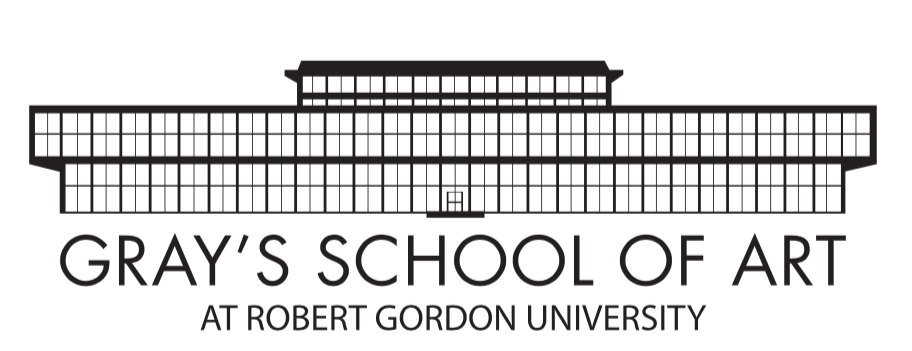 GRAY'S SCHOOL OF ART
AT ROBERT GORDON UNIVERSITY